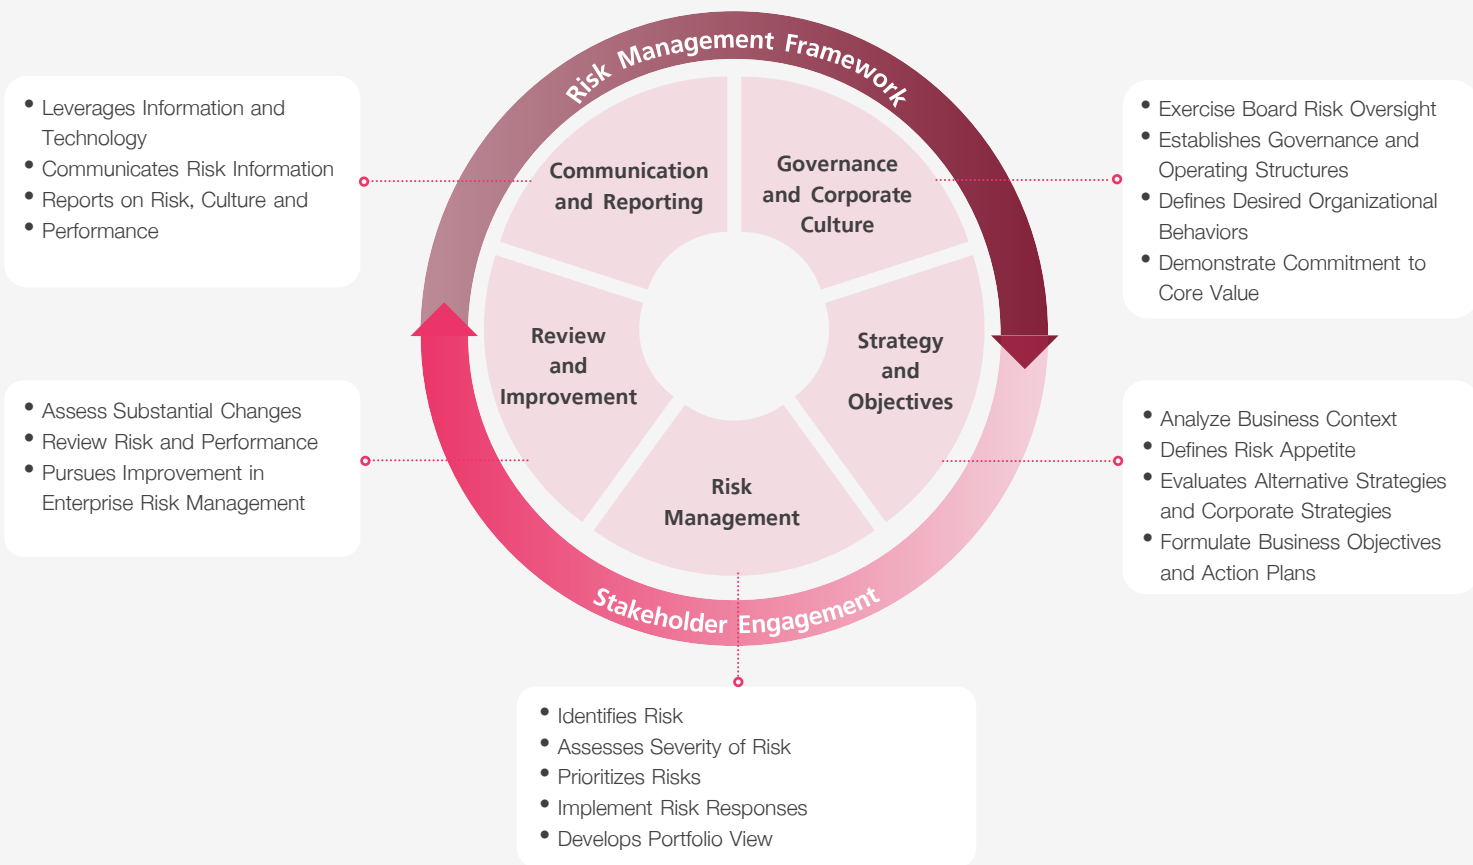 Risk Management Framework
• Leverages Information and
Technology
• Communicates Risk Information
• Reports on Risk, Culture and
• Performance
Communication
and Reporting
Governance
and Corporate
Culture
• Exercise Board Risk Oversight
• Establishes Governance and
Operating Structures
• Defines Desired Organizational
Behaviors
• Demonstrate Commitment to
Core Value
• Assess Substantial Changes
• Review Risk and Performance
• Pursues Improvement in
Enterprise Risk Management
Review
and
Improvement
Strategy
and
Objectives
• Analyze Business Context
• Defines Risk Appetite
• Evaluates Alternative Strategies
and Corporate Strategies
• Formulate Business Objectives
and Action Plans
Risk
Management
Stakeholder Engagement
• Identifies Risk
• Assesses Severity of Risk
• Prioritizes Risks
• Implement Risk Responses
• Develops Portfolio View